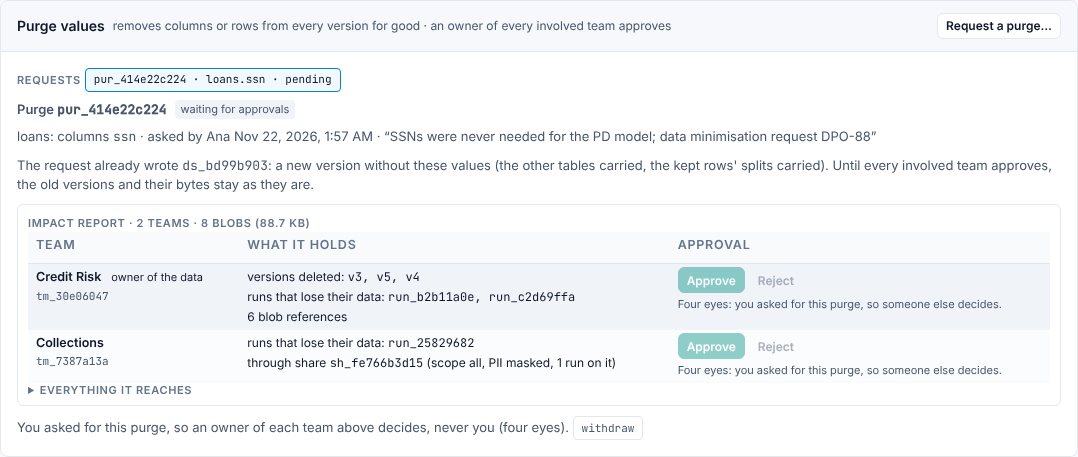 Purge values removes columns or rows from every version for good · an owner of every involved team approves Request a purge...
REQUESTS pur_414e22c224 · loans.ssn · pending
Purge pur_414e22c224 waiting for approvals
loans: columns ssn · asked by Ana Nov 22, 2026, 1:57 AM · “SSNs were never needed for the PD model; data minimisation request DPO-88”
The request already wrote ds_bd99b903: a new version without these values (the other tables carried, the kept rows' splits carried). Until every involved team approves,
the old versions and their bytes stay as they are.
IMPACT REPORT · 2 TEAMS · 8 BLOBS (88.7 KB)
TEAM WHAT IT HOLDS APPROVAL
Credit Risk owner of the data versions deleted: v3, v5, v4 Approve Reject
tm_30e06047 runs that lose their data: run_b2b11a0e, run_c2d69ffa Four eyes: you asked for this purge, so someone else decides.
6 blob references
Collections runs that lose their data: run_25829682 Approve Reject
tm_7387a13a through share sh_fe766b3d15 (scope all, PII masked, 1 run on it) Four eyes: you asked for this purge, so someone else decides.
▸ EVERYTHING IT REACHES
You asked for this purge, so an owner of each team above decides, never you (four eyes). withdraw